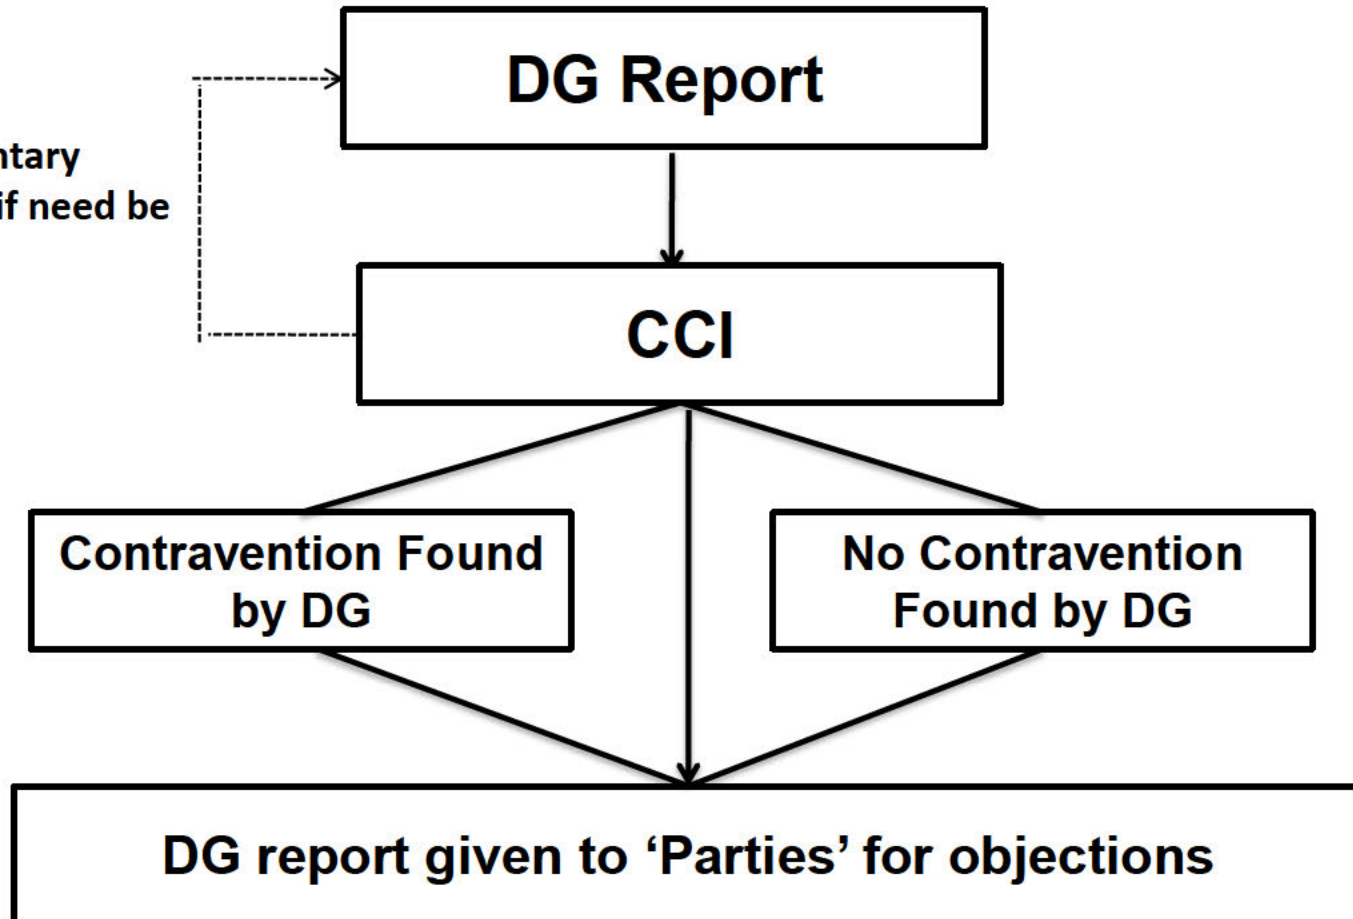 DG Report
if need be
CCI
Contravention Found
by DG
No Contravention
Found by DG
DG report given to ‘Parties’ for objections